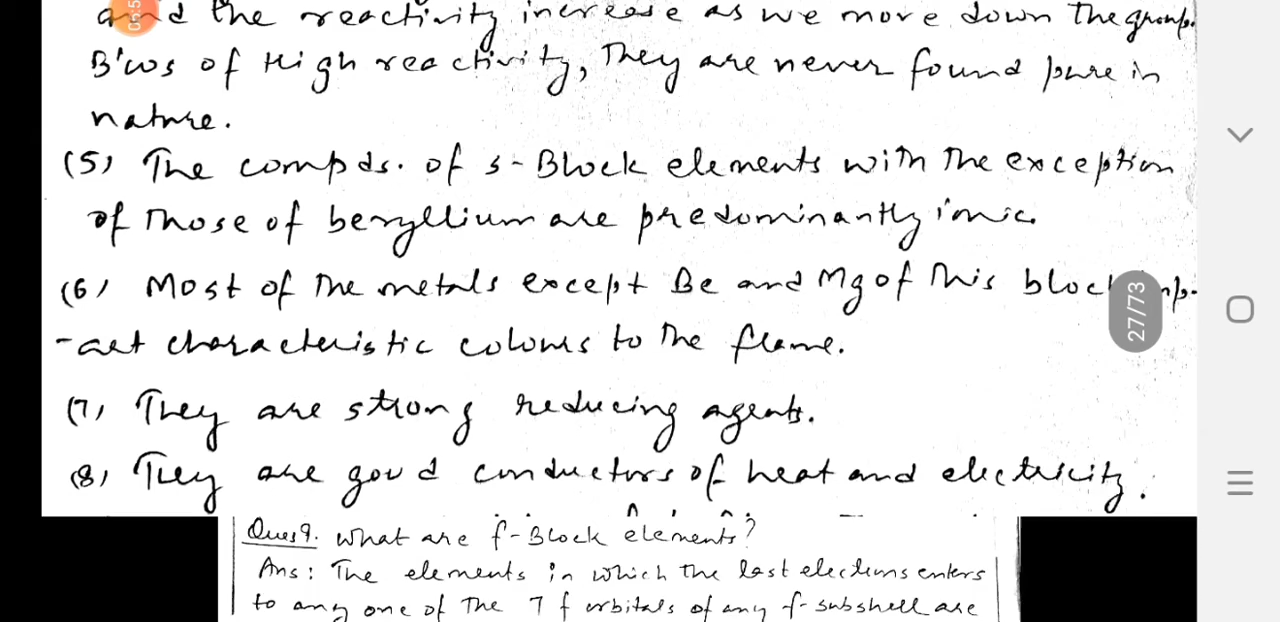 and the reactivity increase as we move down the group.
B'cos of High reactivity, They are never found pure in
nature.
(5) The compds. of s-Block elements with The exception
of Those of beryllium are predominantly ionic.
(6) Most of The metals except Be and Mg of This block imp-
-art characteristic colours to The flame.
(7) They are strong reducing agents.
(8) They are good conductors of heat and electricity.
Ques 9. What are f-Block elements?
Ans: The elements in which the last elections enters
to any one of The 7 f orbitals of any f-subshell are
27/73